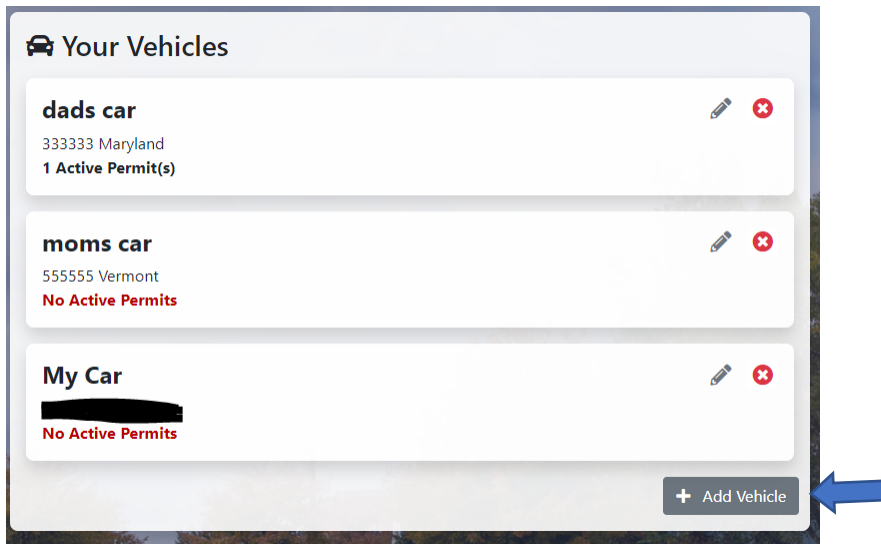 Your Vehicles
dads car
333333 Maryland
1 Active Permit(s)
moms car
555555 Vermont
No Active Permits
My Car
No Active Permits
+ Add Vehicle